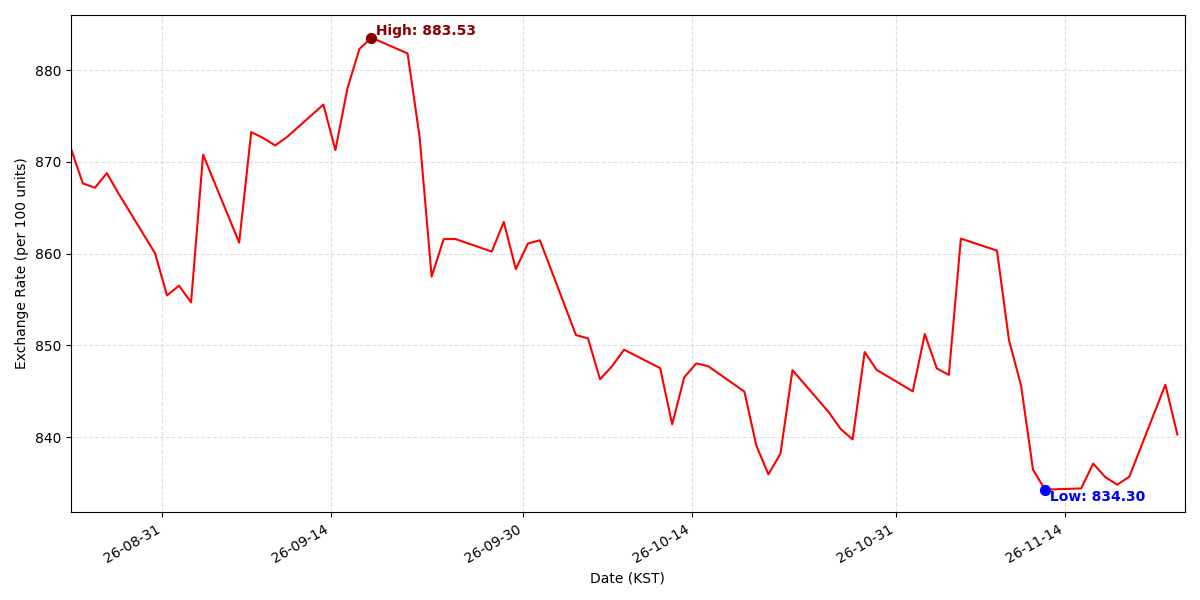 High: 883.53
880
870
860
850
840
Low: 834.30
Exchange Rate (per 100 units)
26-08-31
26-09-14
26-09-30
26-10-14
26-10-31
26-11-14
Date (KST)